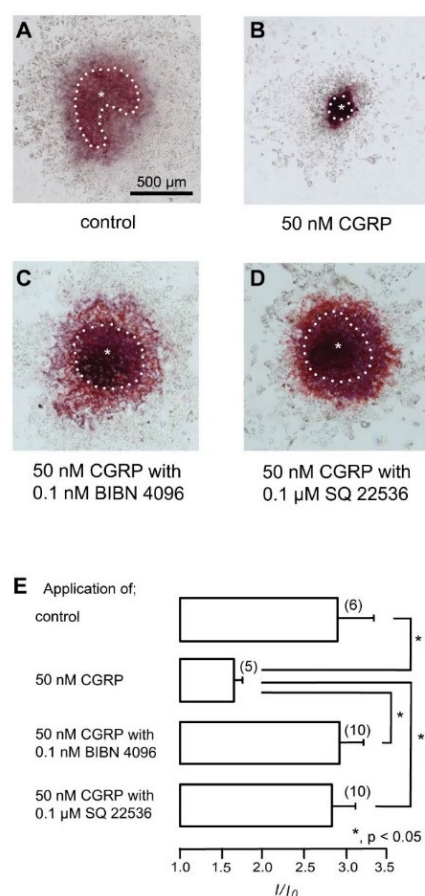 A
B
*
*
500 µm
control
50 nM CGRP
C
D
*
*
50 nM CGRP with
0.1 nM BIBN 4096
50 nM CGRP with
0.1 µM SQ 22536
E Application of;
control
(6)
*
50 nM CGRP
(5)
50 nM CGRP with
0.1 nM BIBN 4096
(10)
*
*
50 nM CGRP with
0.1 µM SQ 22536
(10)
*, p < 0.05
1.0 1.5 2.0 2.5 3.0 3.5
I/I0